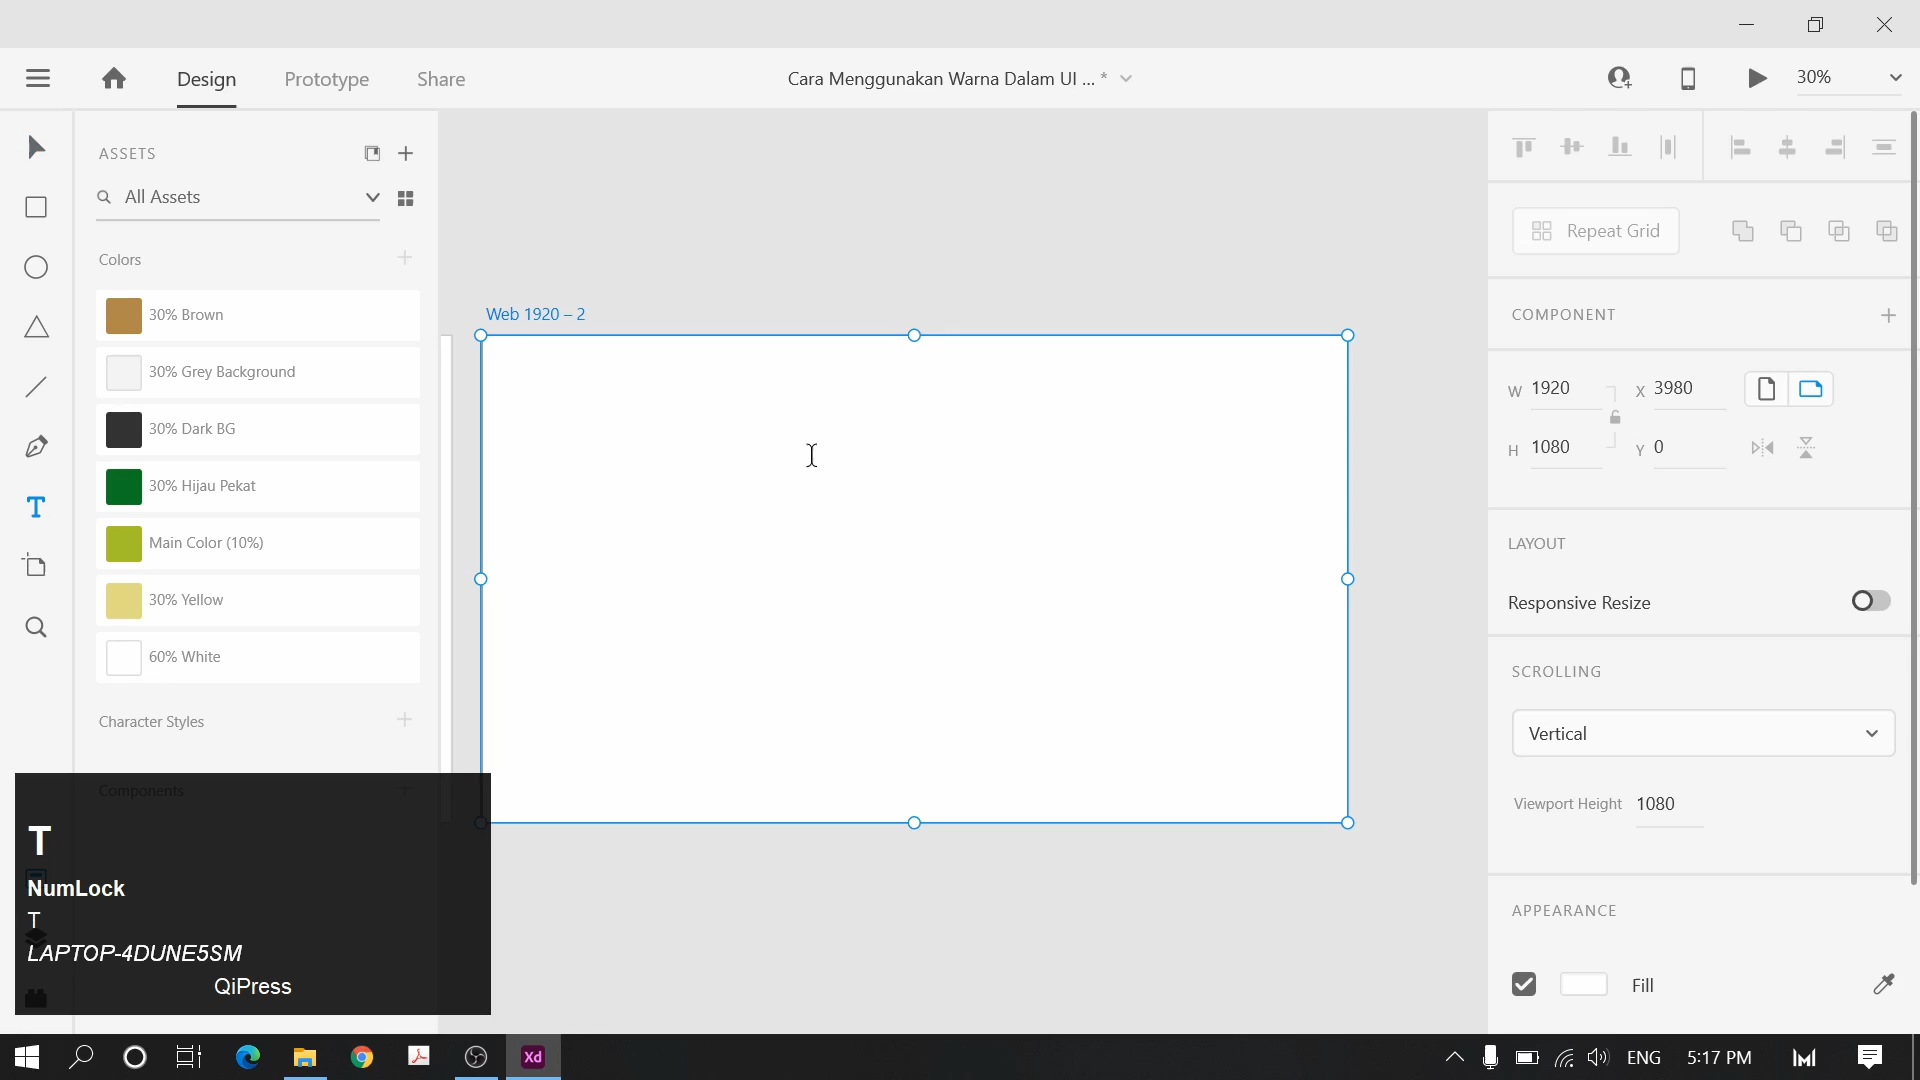 Design
Prototype
Share
Cara Menggunakan Warna Dalam UI ... *
30%
ASSETS
All Assets
Colors
30% Brown
30% Grey Background
30% Dark BG
30% Hijau Pekat
Main Color (10%)
30% Yellow
60% White
Character Styles
Components
T
NumLock
T
LAPTOP-4DUNE5SM
QiPress
Web 1920 – 2
Repeat Grid
COMPONENT
W 1920
X 3980
H 1080
Y 0
LAYOUT
Responsive Resize
SCROLLING
Vertical
Viewport Height 1080
APPEARANCE
Fill
Xd
ENG
5:17 PM